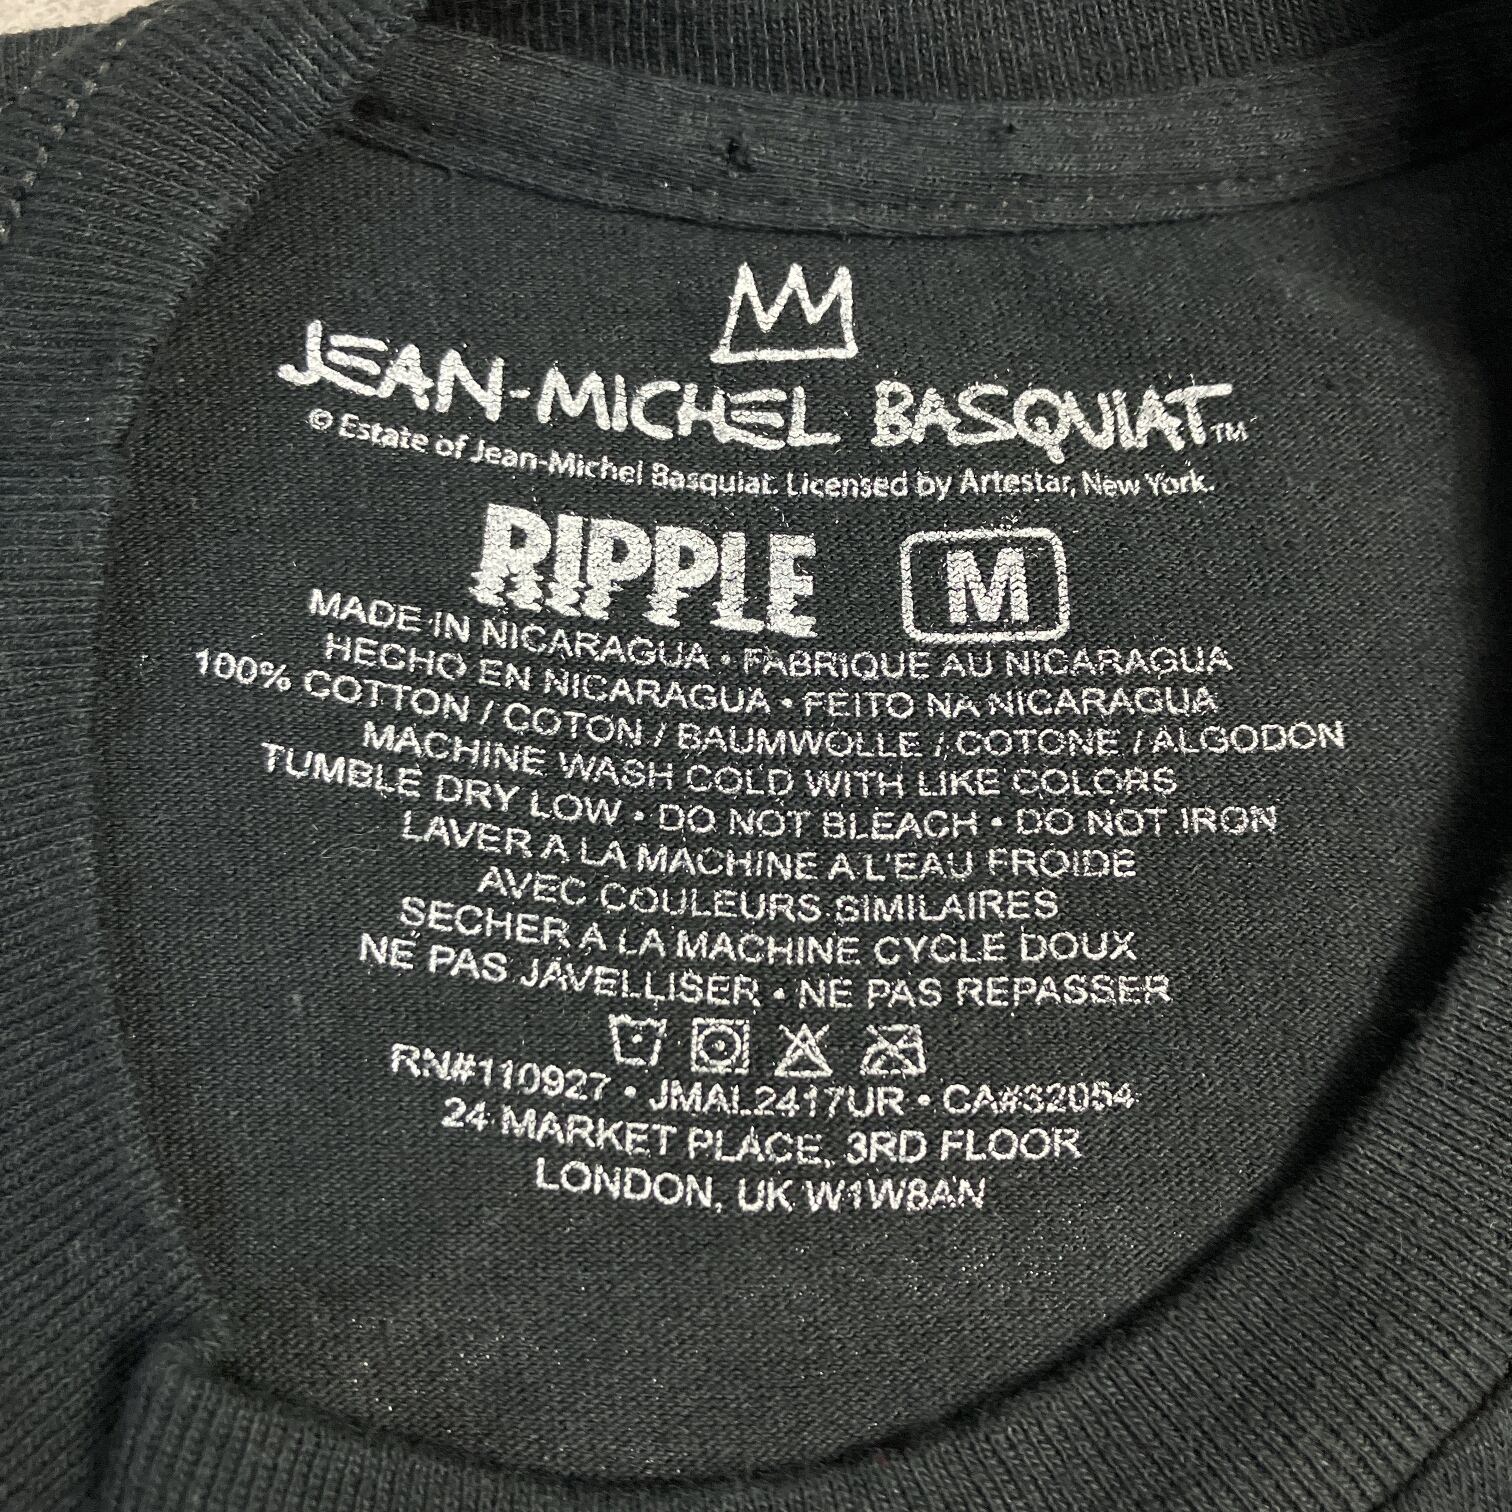 JEAN-MICHEL BASQUIAT™
© Estate of Jean-Michel Basquiat. Licensed by Artestar, New York.
RIPPLE M
MADE IN NICARAGUA • FABRIQUE AU NICARAGUA
HECHO EN NICARAGUA • FEITO NA NICARAGUA
100% COTTON / COTON / BAUMWOLLE / COTONE / ALGODON
MACHINE WASH COLD WITH LIKE COLORS
TUMBLE DRY LOW • DO NOT BLEACH • DO NOT IRON
LAVER A LA MACHINE A L'EAU FROIDE
AVEC COULEURS SIMILAIRES
SECHER A LA MACHINE CYCLE DOUX
NE PAS JAVELLISER • NE PAS REPASSER
RN#110927 • JMAL2417UR • CA#32054
24 MARKET PLACE, 3RD FLOOR
LONDON, UK W1W8AN